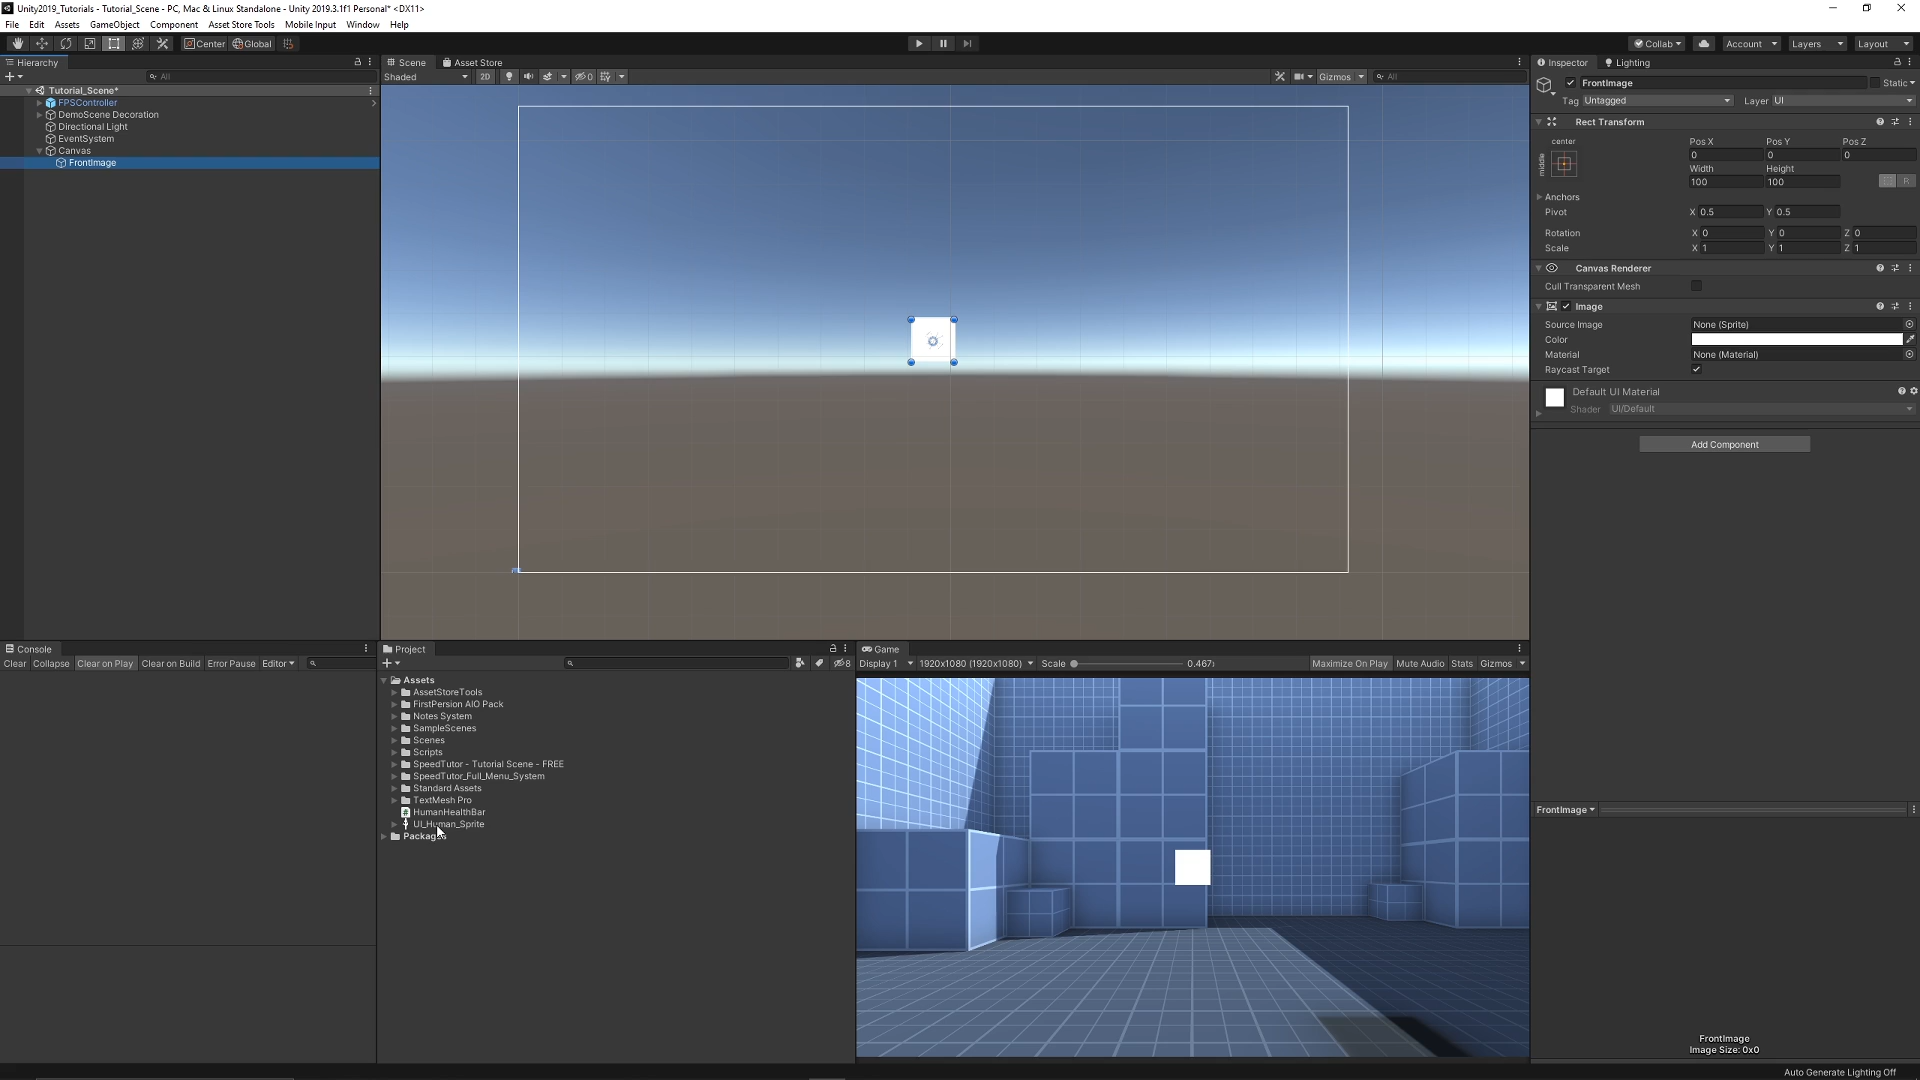 Unity2019_Tutorials - Tutorial_Scene - PC, Mac & Linux Standalone - Unity 2019.3.1f1 Personal* <DX11>
File Edit Assets GameObject Component Asset Store Tools Mobile Input Window Help
Center Global Collab Account Layers Layout
Hierarchy
All
Tutorial_Scene*
FPSController
DemoScene Decoration
Directional Light
EventSystem
Canvas
FrontImage
Scene Asset Store
Shaded 2D 0 Gizmos All
Inspector Lighting
FrontImage Static
Tag Untagged Layer UI
Rect Transform
center
middle
Pos X Pos Y Pos Z
0 0 0
Width Height
100 100 R
Anchors
Pivot X 0.5 Y 0.5
Rotation X 0 Y 0 Z 0
Scale X 1 Y 1 Z 1
Canvas Renderer
Cull Transparent Mesh
Image
Source Image None (Sprite)
Color
Material None (Material)
Raycast Target
Default UI Material
Shader UI/Default
Add Component
Console
Clear Collapse Clear on Play Clear on Build Error Pause Editor
Project
8
Assets
AssetStoreTools
FirstPersion AIO Pack
Notes System
SampleScenes
Scenes
Scripts
SpeedTutor - Tutorial Scene - FREE
SpeedTutor_Full_Menu_System
Standard Assets
TextMesh Pro
HumanHealthBar
UI_Human_Sprite
Packages
Game
Display 1 1920x1080 (1920x1080) Scale 0.467x Maximize On Play Mute Audio Stats Gizmos
FrontImage
FrontImage
Image Size: 0x0
Auto Generate Lighting Off